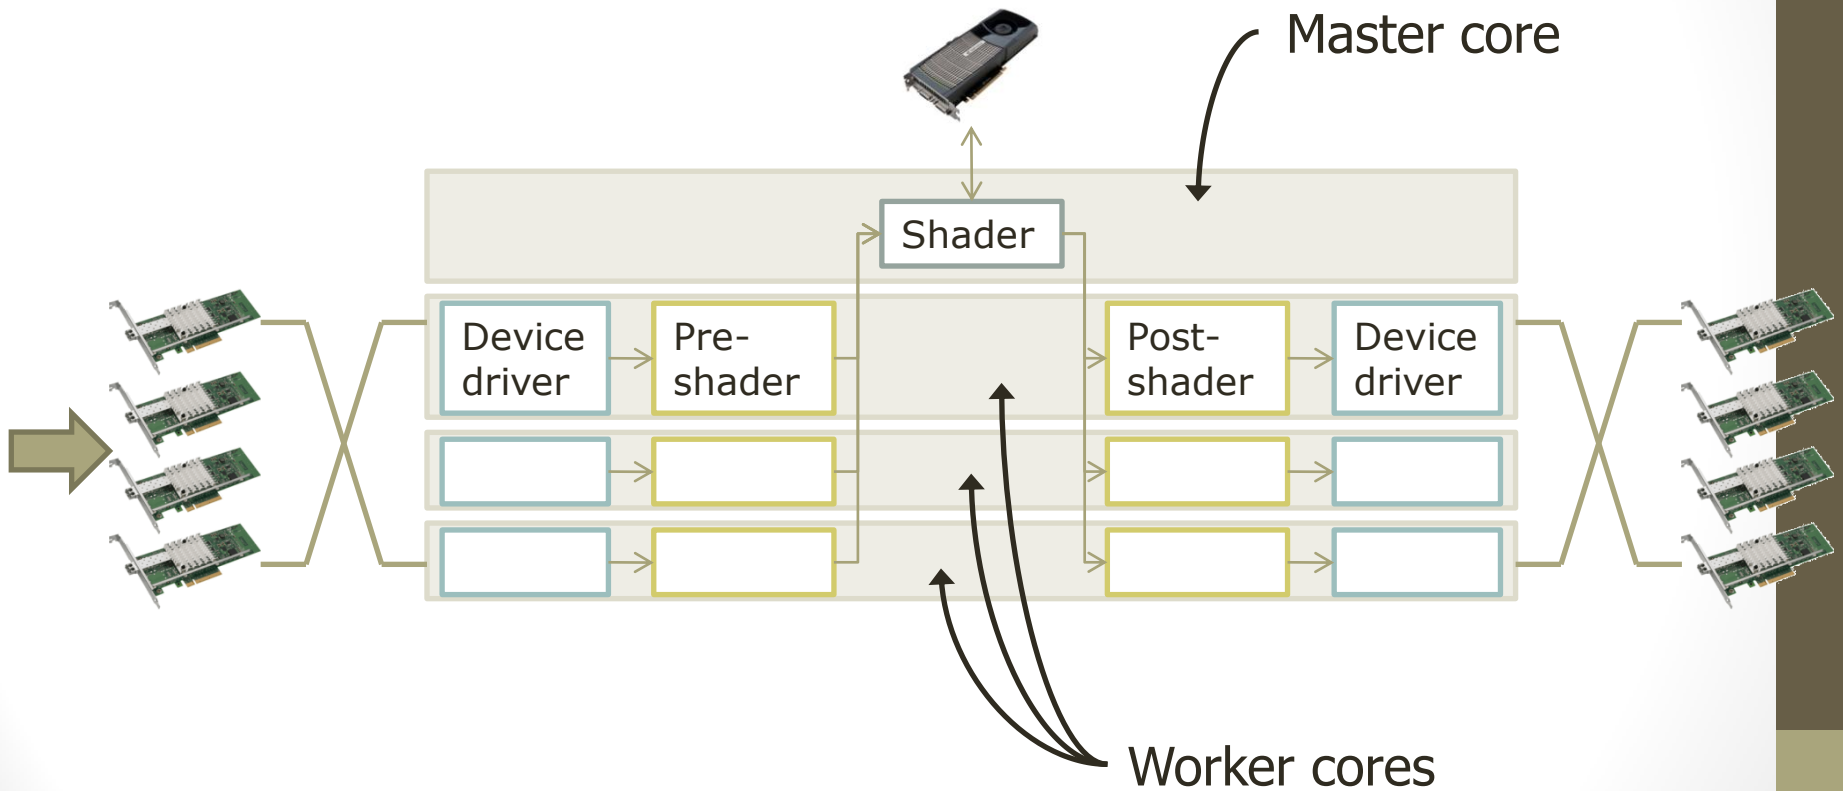 Master core
Shader
Device
driver
Pre-
shader
Post-
shader
Device
driver
Worker cores